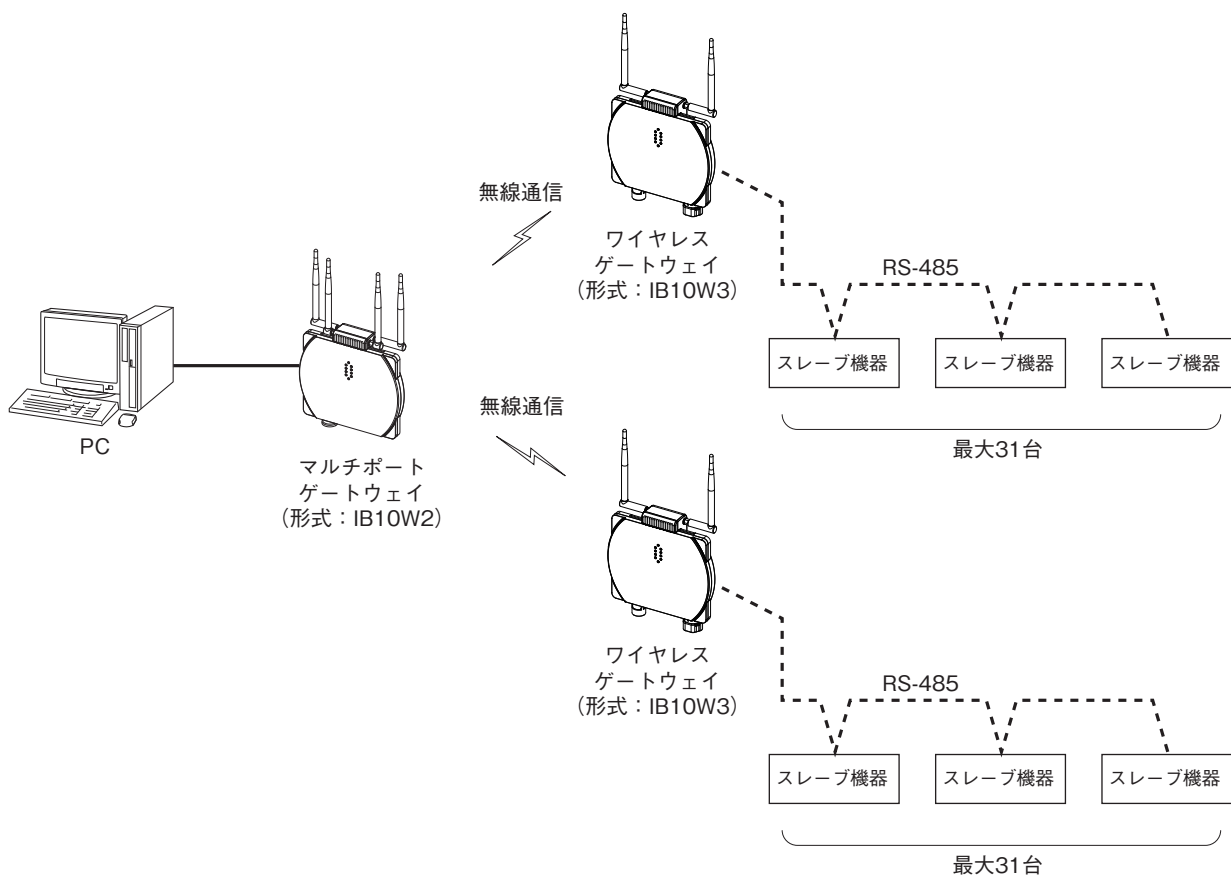 無線通信
ワイヤレス
ゲートウェイ
(形式：IB10W3)
RS-485
スレーブ機器
スレーブ機器
スレーブ機器
最大31台
PC
マルチポート
ゲートウェイ
(形式：IB10W2)
無線通信
ワイヤレス
ゲートウェイ
(形式：IB10W3)
RS-485
スレーブ機器
スレーブ機器
スレーブ機器
最大31台